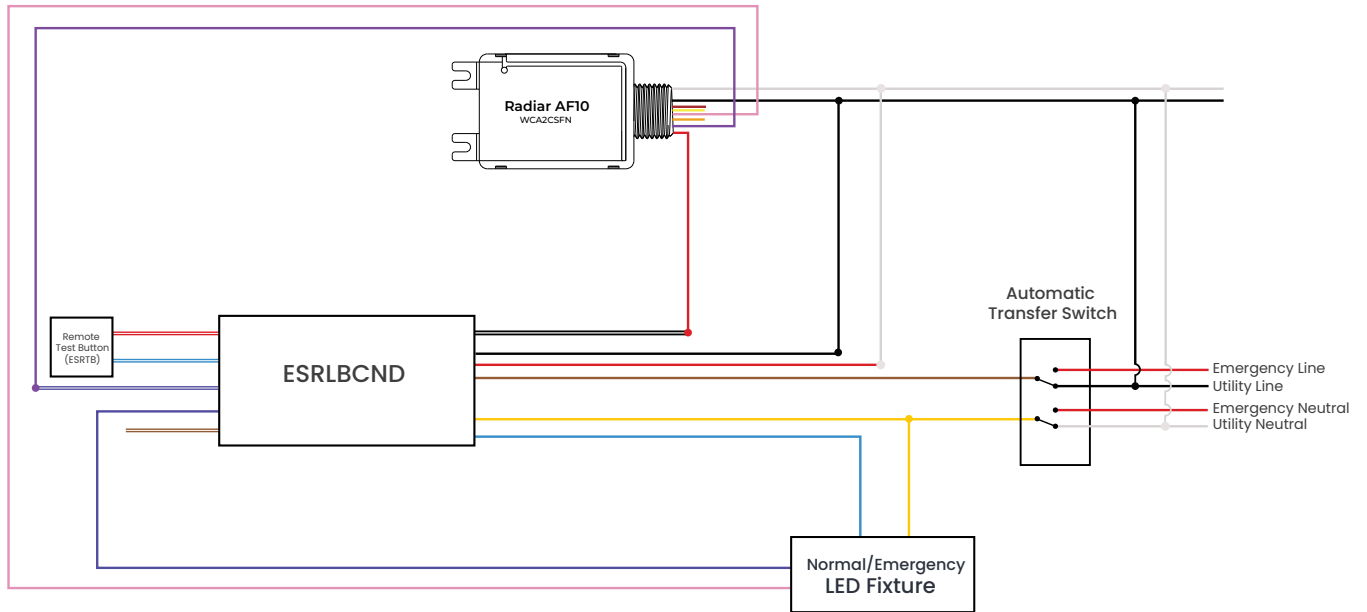 Radiar AF10
WCA2CSFN
Automatic
Transfer Switch
Remote
Test Button
(ESRTB)
ESRLBCND
Emergency Line
Utility Line
Emergency Neutral
Utility Neutral
Normal/Emergency
LED Fixture